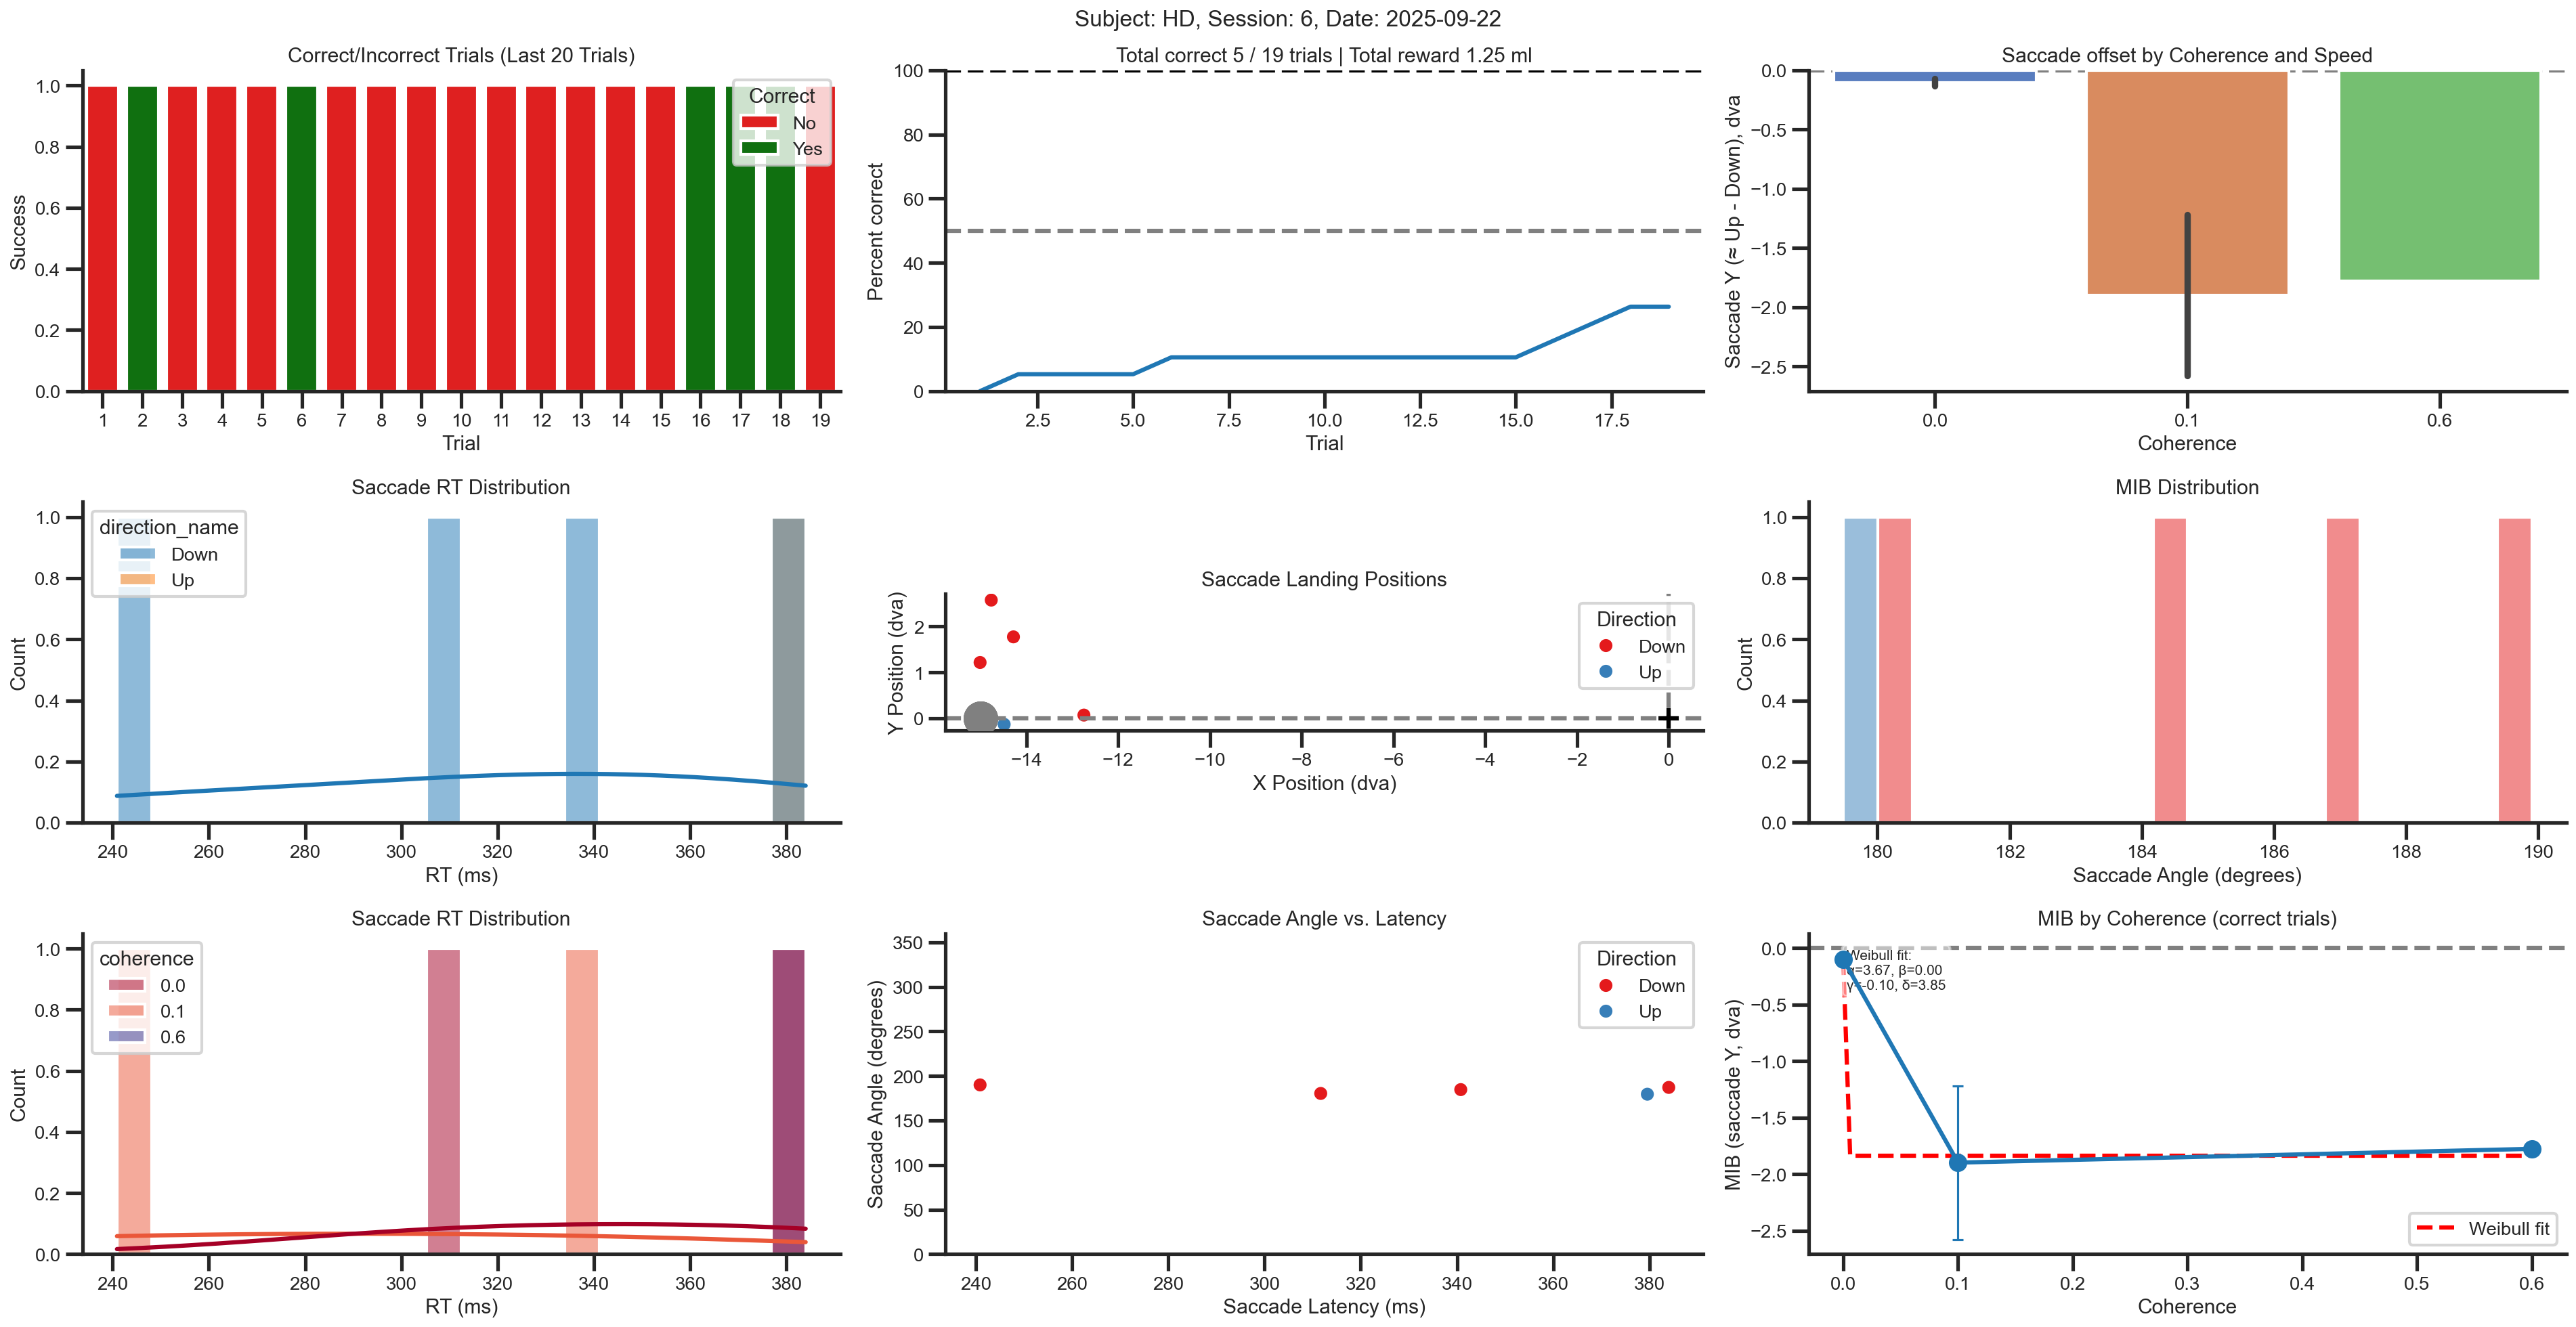 Subject: HD, Session: 6, Date: 2025-09-22
Correct/Incorrect Trials (Last 20 Trials)
Success
1.0
0.8
0.6
0.4
0.2
0.0
Correct
No
Yes
1 2 3 4 5 6 7 8 9 10 11 12 13 14 15 16 17 18 19
Trial
Total correct 5 / 19 trials | Total reward 1.25 ml
Percent correct
100
80
60
40
20
0
2.5 5.0 7.5 10.0 12.5 15.0 17.5
Trial
Saccade offset by Coherence and Speed
Saccade Y (≈ Up - Down), dva
0.0
−0.5
−1.0
−1.5
−2.0
−2.5
0.0 0.1 0.6
Coherence
Saccade RT Distribution
Count
1.0
0.8
0.6
0.4
0.2
0.0
direction_name
Down
Up
240 260 280 300 320 340 360 380
RT (ms)
Saccade Landing Positions
Y Position (dva)
2
1
0
Direction
Down
Up
−14 −12 −10 −8 −6 −4 −2 0
X Position (dva)
MIB Distribution
Count
1.0
0.8
0.6
0.4
0.2
0.0
180 182 184 186 188 190
Saccade Angle (degrees)
Saccade RT Distribution
Count
1.0
0.8
0.6
0.4
0.2
0.0
coherence
0.0
0.1
0.6
240 260 280 300 320 340 360 380
RT (ms)
Saccade Angle vs. Latency
Saccade Angle (degrees)
350
300
250
200
150
100
50
0
Direction
Down
Up
240 260 280 300 320 340 360 380
Saccade Latency (ms)
MIB by Coherence (correct trials)
MIB (saccade Y, dva)
0.0
−0.5
−1.0
−1.5
−2.0
−2.5
Weibull fit:
α=3.67, β=0.00
γ=-0.10, δ=3.85
Weibull fit
0.0 0.1 0.2 0.3 0.4 0.5 0.6
Coherence